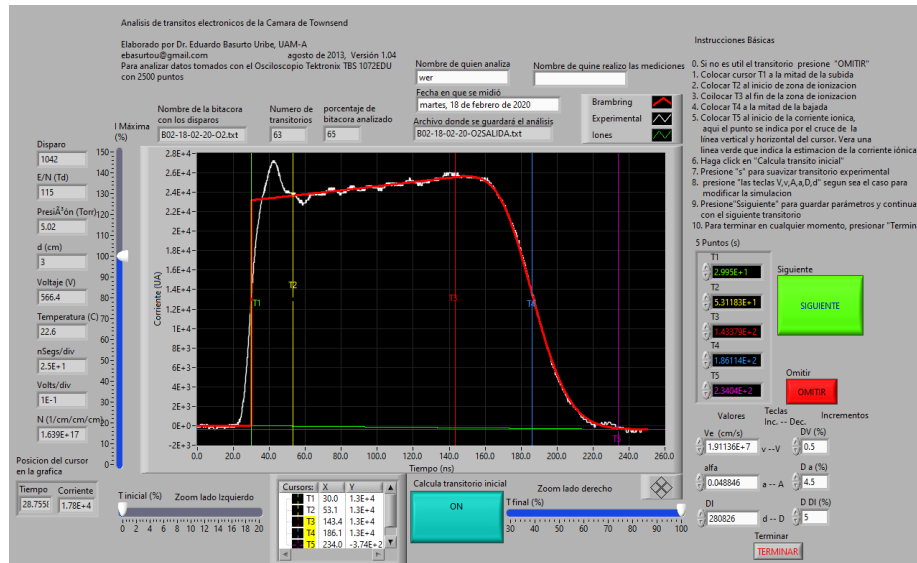 Analisis de transitos electronicos de la Camara de Townsend
Elaborado por Dr. Eduardo Basurto Uribe, UAM-A
ebasurtou@gmail.com agosto de 2013, Versión 1.04
Para analizar datos tomados con el Osciloscopio Tektronix TBS 1072EDU
con 2500 puntos
Nombre de quien analiza
wer
Nombre de quine realizo las mediciones
Fecha en que se midió
martes, 18 de febrero de 2020
Archivo donde se guardará el análisis
B02-18-02-20-O2SALIDA.txt
Nombre de la bitacora
con los disparos
B02-18-02-20-O2.txt
Numero de
transitorios
63
porcentaje de
bitacora analizado
65
Brambring
Experimental
Iones
Instrucciones Básicas
0. Si no es util el transitorio presione "OMITIR"
1. Colocar cursor T1 a la mitad de la subida
2. Colocar T2 al inicio de zona de ionizacion
3. Colocar T3 al fin de la zona de ionizacion
4. Colocar T4 a la mitad de la bajada
5. Colocar T5 al inicio de la corriente ionica,
aqui el punto se indica por el cruce de la
línea vertical y horizontal del cursor. Vera una
linea verde que indica la estimacion de la corriente iónica
6. Haga click en "Calcula transito inicial"
7. Presione "s" para suavizar transitorio experimental
8. presione "las teclas V,v,A,a,D,d" segun sea el caso para
modificar la simulacion
9. Presione"Ssiguiente" para guardar parámetros y continua
con el siguiente transitorio
10. Para terminar en cualquier momento, presionar "Termin
Disparo
1042
E/N (Td)
115
PresiÃ³ón (Torr)
5.02
d (cm)
3
Voltaje (V)
566.4
Temperatura (C)
22.6
nSegs/div
2.5E+1
Volts/div
1E-1
N (1/cm/cm/cm)
1.639E+17
I Máxima
(%)
150
140
130
120
110
100
90
80
70
60
50
40
30
20
10
0
Corriente (UA)
2.8E+4
2.6E+4
2.4E+4
2.2E+4
2E+4
1.8E+4
1.6E+4
1.4E+4
1.2E+4
1E+4
8E+3
6E+3
4E+3
2E+3
0E+0
-2E+3
T1
T2
T3
T4
T5
0.0 20.0 40.0 60.0 80.0 100.0 120.0 140.0 160.0 180.0 200.0 220.0 240.0 260.0
Tiempo (ns)
5 Puntos (s)
T1
2.995E+1
T2
5.31183E+1
T3
1.43379E+2
T4
1.86114E+2
T5
2.3404E+2
Siguiente
SIGUIENTE
Omitir
OMITIR
Valores
Teclas
Inc. -- Dec.
Incrementos
Ve (cm/s)
1.91136E+7
v --V
DV (%)
0.5
alfa
0.048846
a -- A
D a (%)
4.5
Dl
280826
d -- D
D Dl (%)
5
Terminar
TERMINAR
Posicion del cursor
en la grafica
Tiempo Corriente
28.755 1.78E+4
T inicial (%) Zoom lado Izquierdo
0 2 4 6 8 10 12 14 16 18 20
Cursors: X Y
T1 30.0 1.3E+4
T2 53.1 1.3E+4
T3 143.4 1.3E+4
T4 186.1 1.3E+4
T5 234.0 -3.74E+2
Calcula transitorio inicial
ON
Zoom lado derecho
T final (%)
30 40 50 60 70 80 90 100